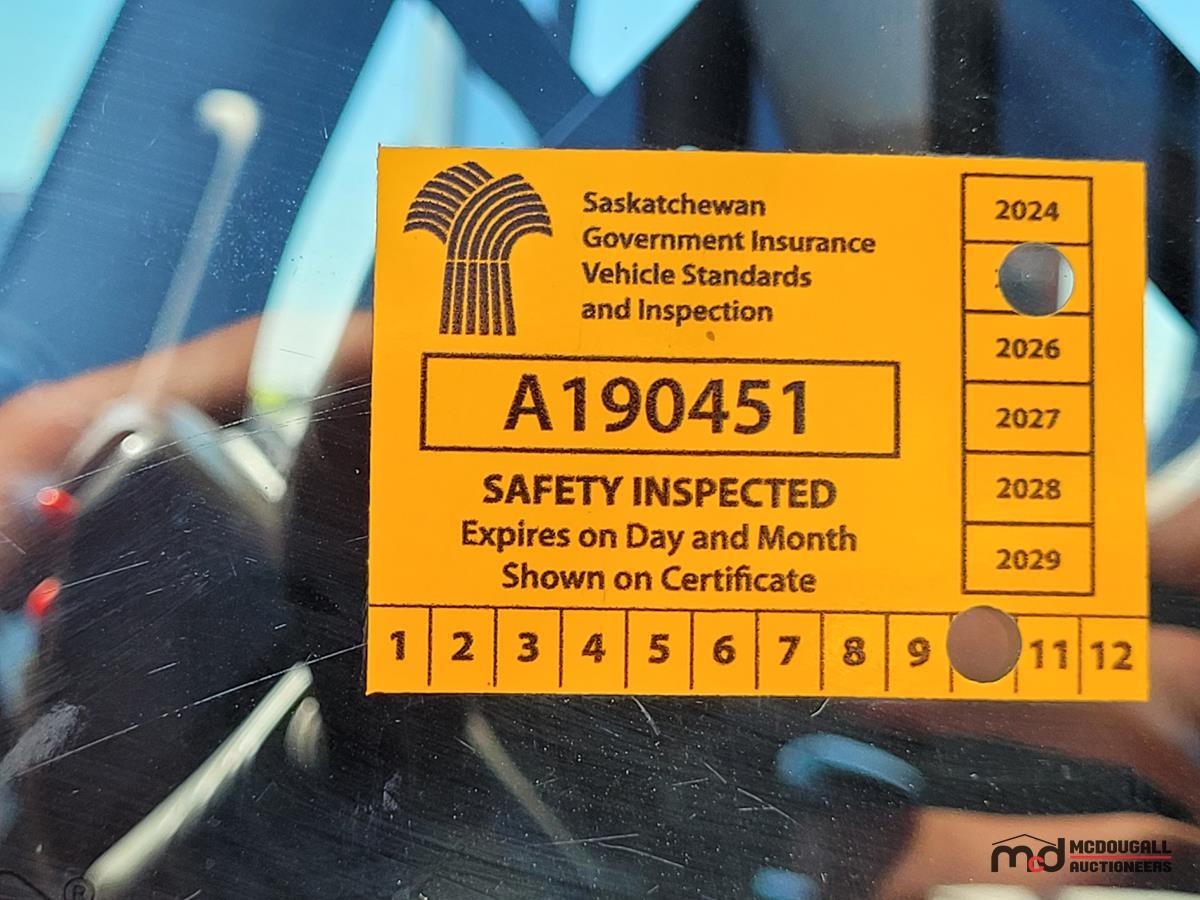 Saskatchewan
Government Insurance
Vehicle Standards
and Inspection
A190451
SAFETY INSPECTED
Expires on Day and Month
Shown on Certificate
2024
2026
2027
2028
2029
1 2 3 4 5 6 7 8 9 11 12
®
mcd MCDOUGALL
AUCTIONEERS